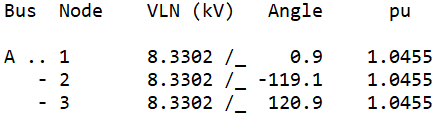 Bus Node VLN (kV) Angle pu
A .. 1 8.3302 /_ 0.9 1.0455
- 2 8.3302 /_ -119.1 1.0455
- 3 8.3302 /_ 120.9 1.0455